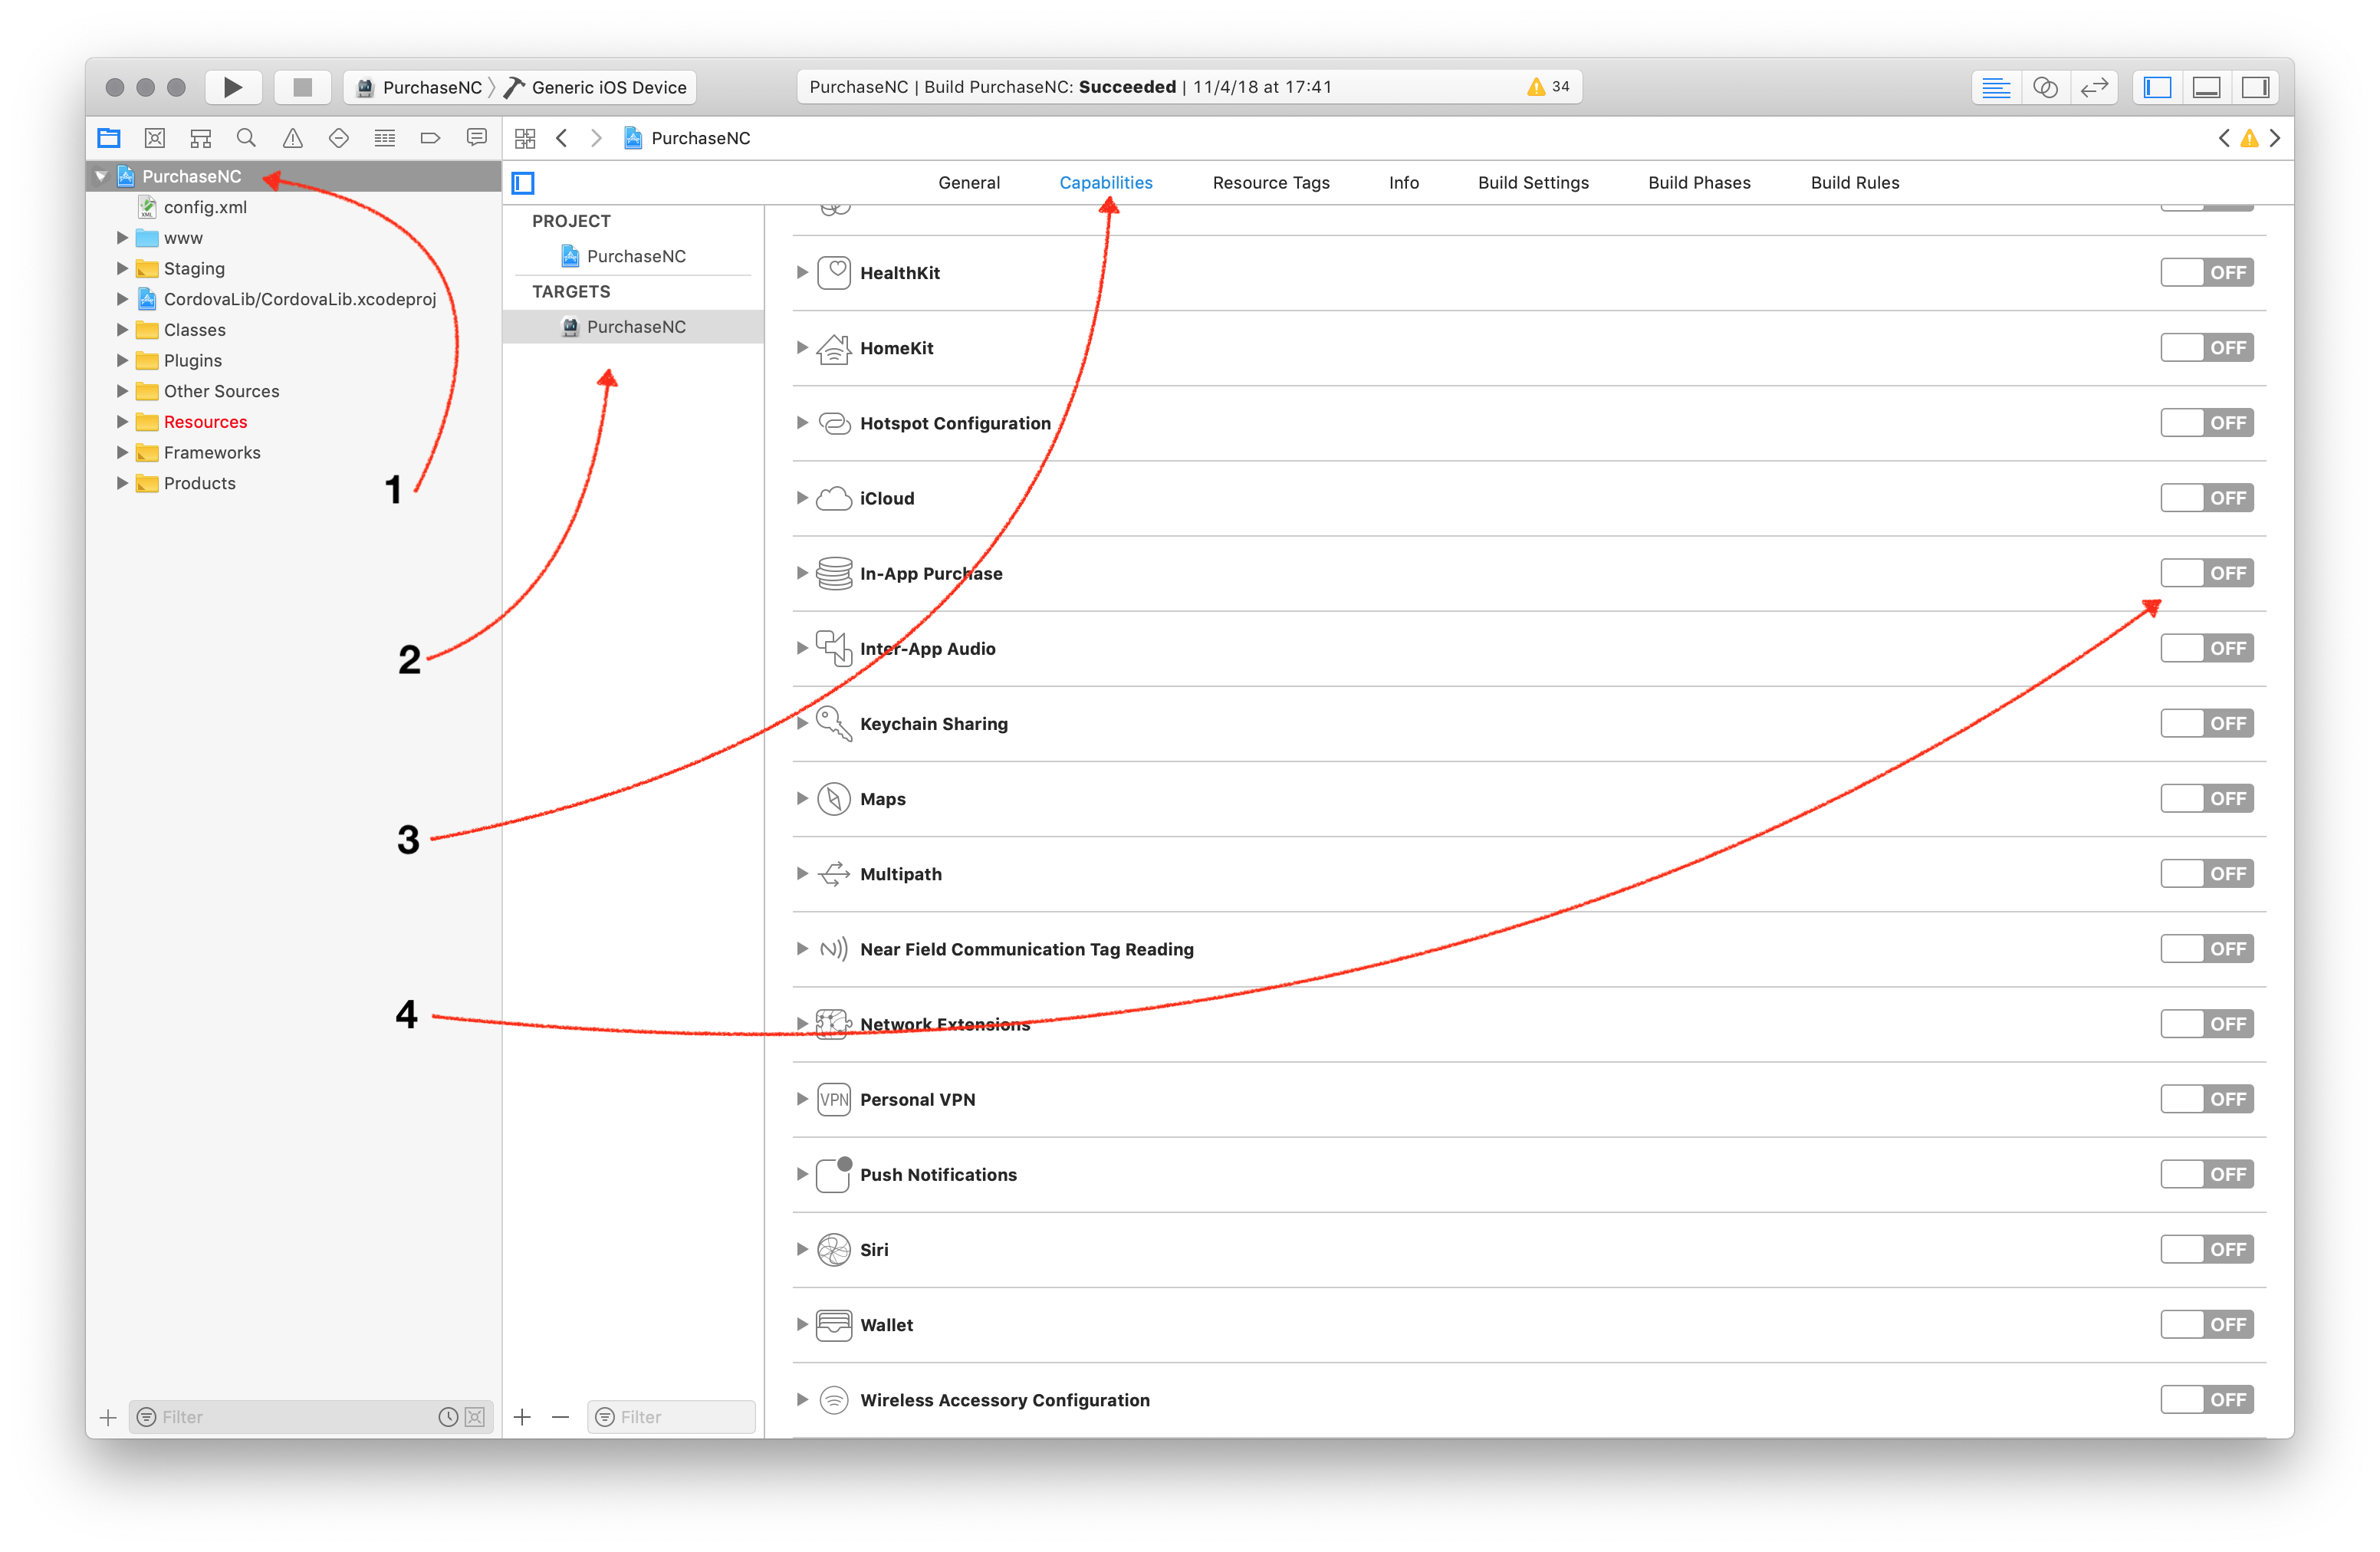 PurchaseNC Generic iOS Device
PurchaseNC | Build PurchaseNC: Succeeded | 11/4/18 at 17:41
34
PurchaseNC
PurchaseNC
config.xml
XML
www
Staging
CordovaLib/CordovaLib.xcodeproj
Classes
Plugins
Other Sources
Resources
Frameworks
Products
1
2
3
4
Filter
General Capabilities Resource Tags Info Build Settings Build Phases Build Rules
PROJECT
PurchaseNC
TARGETS
PurchaseNC
Filter
HealthKit OFF
HomeKit OFF
Hotspot Configuration OFF
iCloud OFF
In-App Purchase OFF
Inter-App Audio OFF
Keychain Sharing OFF
Maps OFF
Multipath OFF
Near Field Communication Tag Reading OFF
Network Extensions OFF
VPN Personal VPN OFF
Push Notifications OFF
Siri OFF
Wallet OFF
Wireless Accessory Configuration OFF